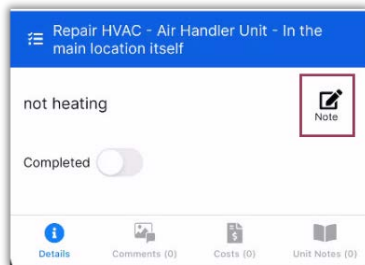 Repair HVAC - Air Handler Unit - In the
main location itself
not heating
Note
Completed
Details Comments (0) Costs (0) Unit Notes (0)